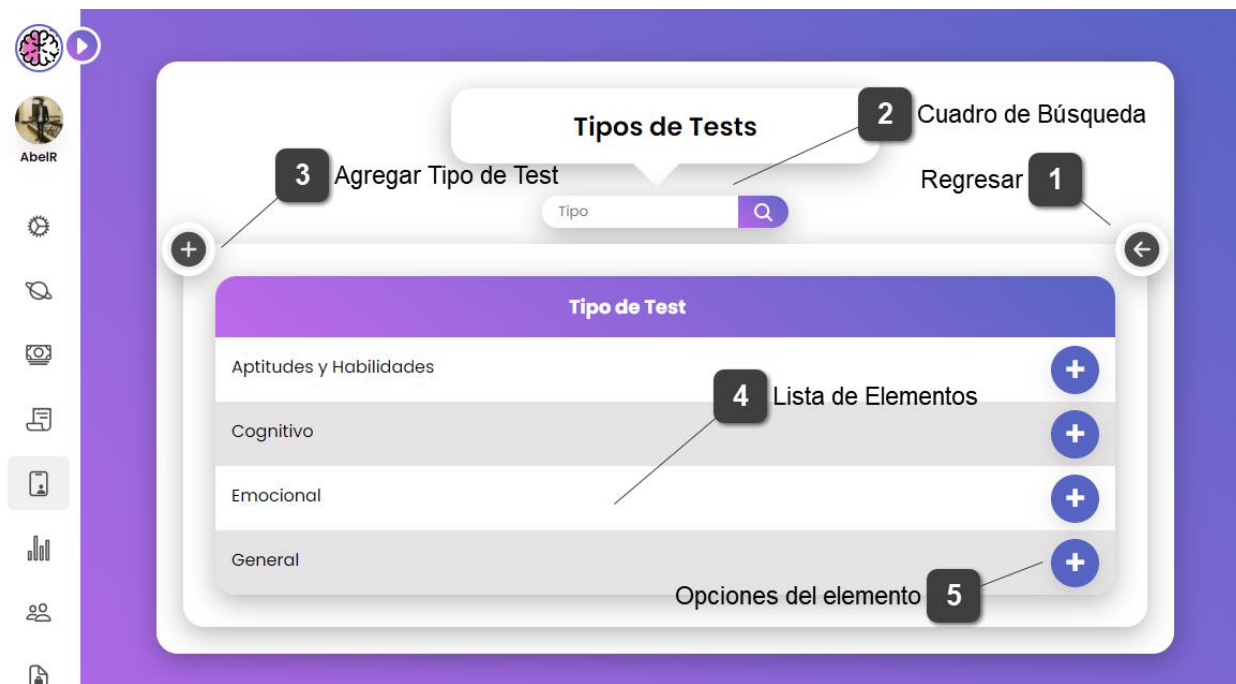 AbelR
Tipos de Tests
2 Cuadro de Búsqueda
3 Agregar Tipo de Test
Regresar 1
Tipo
Tipo de Test
Aptitudes y Habilidades
4 Lista de Elementos
Cognitivo
Emocional
General
Opciones del elemento 5